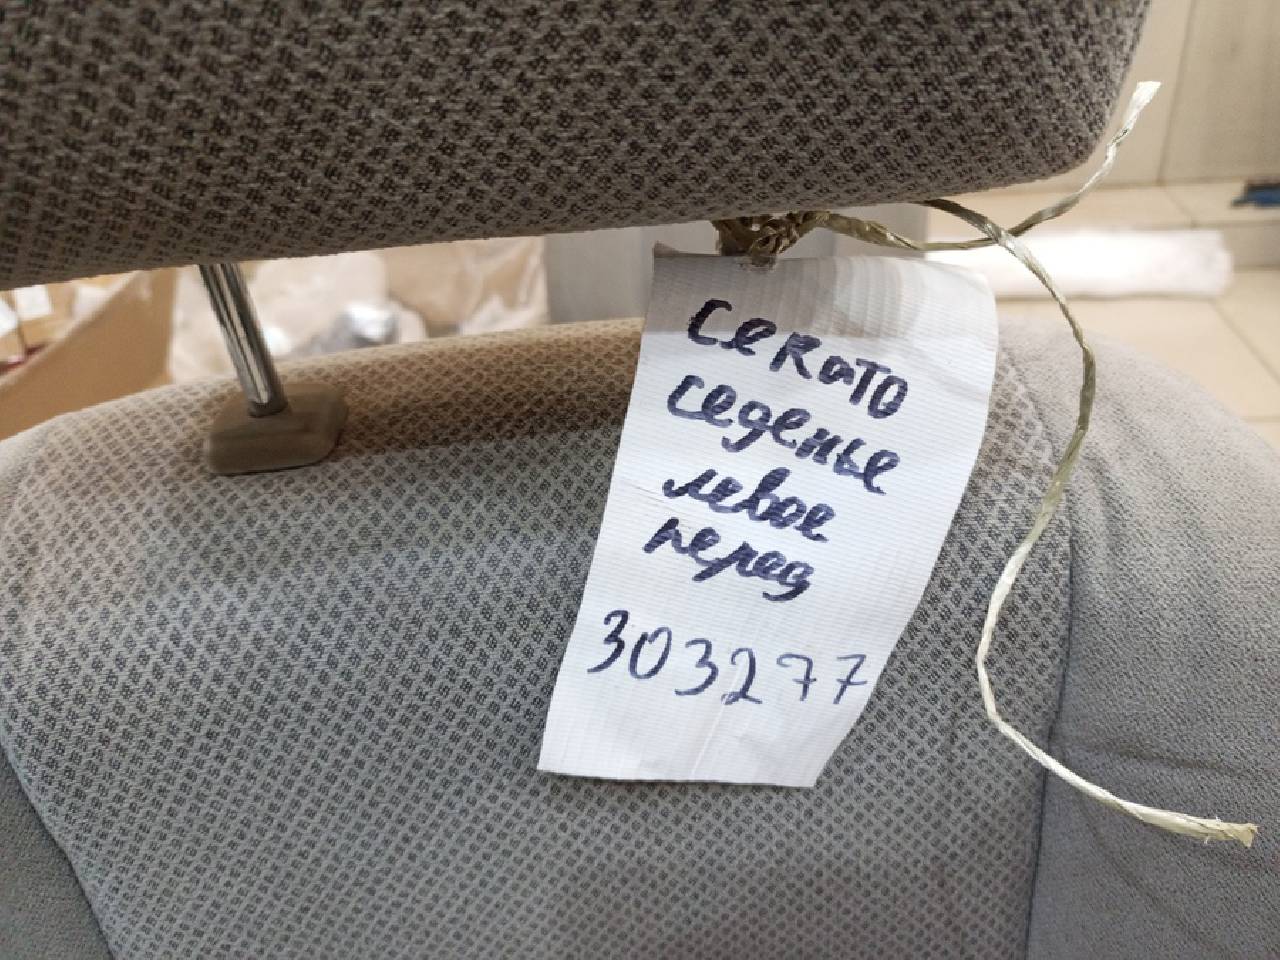 Cerato
седенье
левое
перед
303277